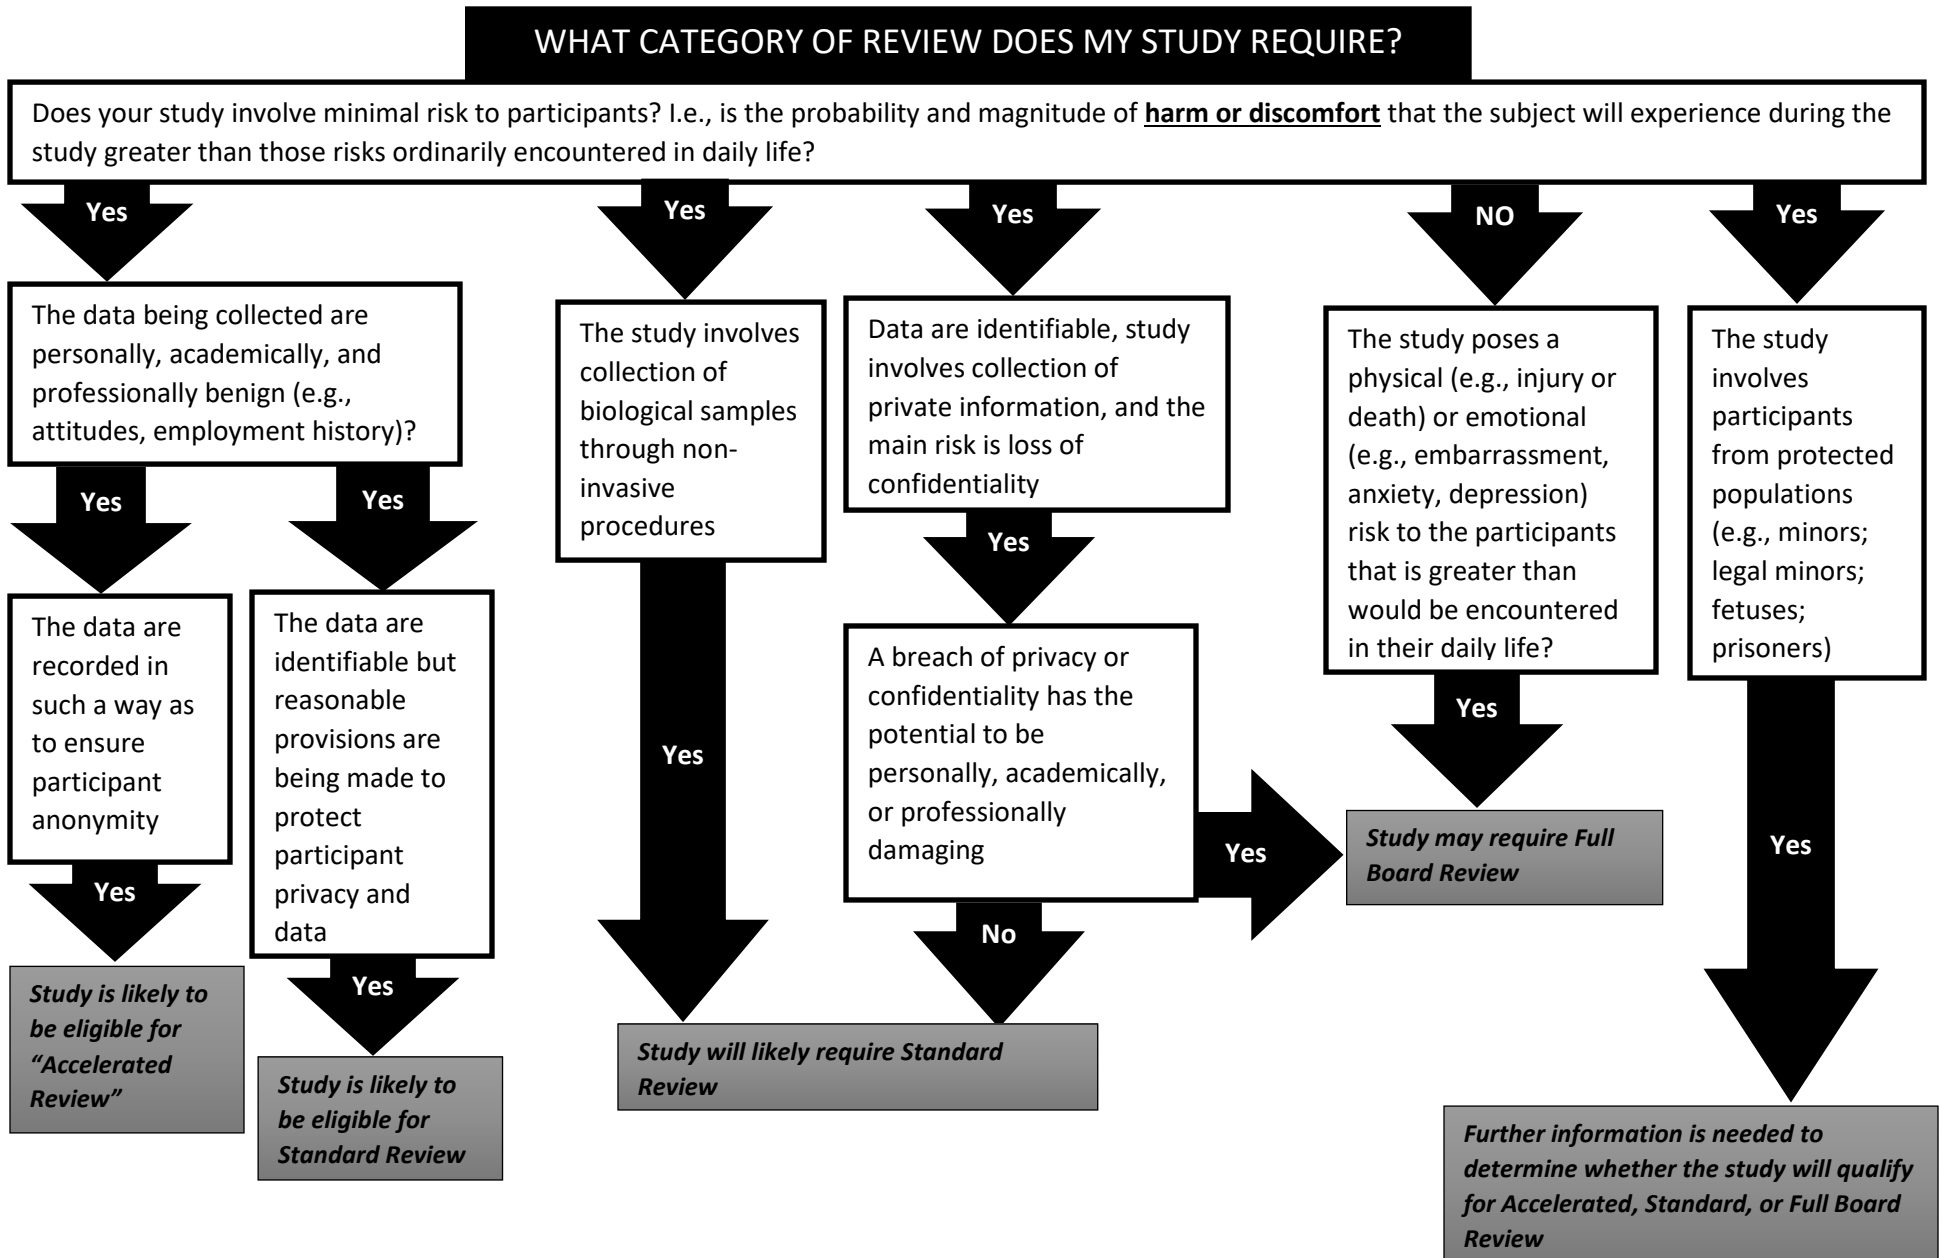 WHAT CATEGORY OF REVIEW DOES MY STUDY REQUIRE?
Does your study involve minimal risk to participants? I.e., is the probability and magnitude of harm or discomfort that the subject will experience during the
study greater than those risks ordinarily encountered in daily life?
Yes
Yes
Yes
NO
Yes
The data being collected are
personally, academically, and
professionally benign (e.g.,
attitudes, employment history)?
Yes
Yes
The data are
recorded in
such a way as
to ensure
participant
anonymity
Yes
Study is likely to
be eligible for
“Accelerated
Review”
The data are
identifiable but
reasonable
provisions are
being made to
protect
participant
privacy and
data
Yes
Study is likely to
be eligible for
Standard Review
The study involves
collection of
biological samples
through non-
invasive
procedures
Yes
Data are identifiable, study
involves collection of
private information, and the
main risk is loss of
confidentiality
Yes
A breach of privacy or
confidentiality has the
potential to be
personally, academically,
or professionally
damaging
Yes
No
Study will likely require Standard
Review
The study poses a
physical (e.g., injury or
death) or emotional
(e.g., embarrassment,
anxiety, depression)
risk to the participants
that is greater than
would be encountered
in their daily life?
Yes
Study may require Full
Board Review
The study
involves
participants
from protected
populations
(e.g., minors;
legal minors;
fetuses;
prisoners)
Yes
Further information is needed to
determine whether the study will qualify
for Accelerated, Standard, or Full Board
Review